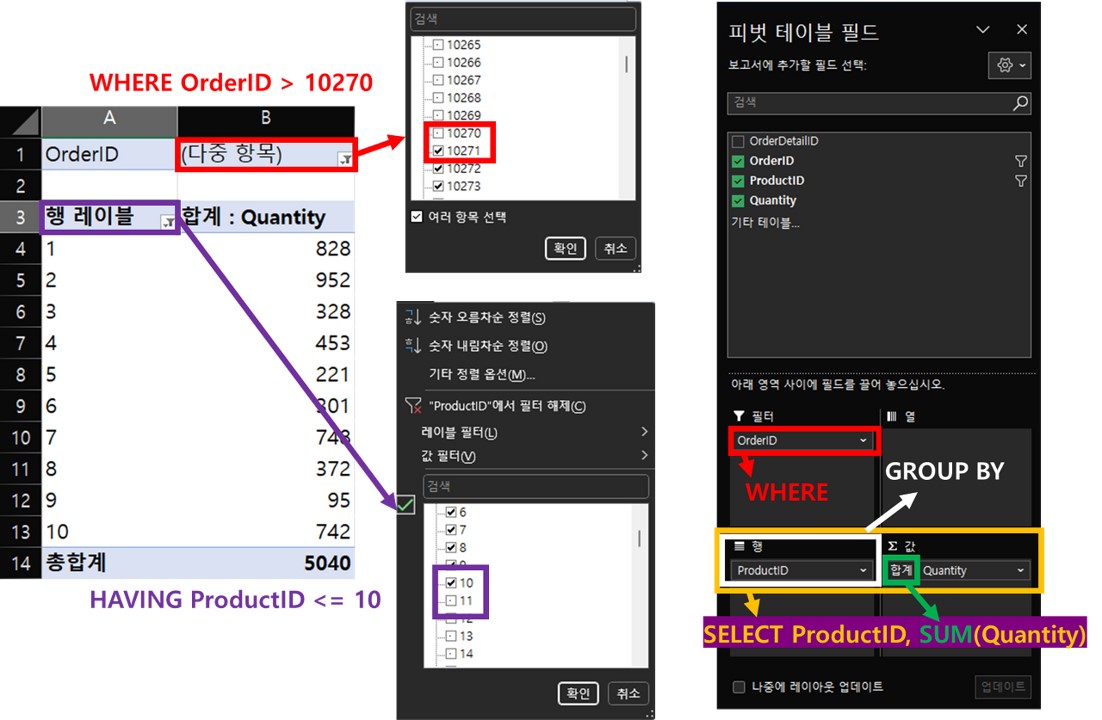 WHERE OrderID > 10270
A B
1 OrderID (다중 항목)
2
3 행 레이블 합계 : Quantity
4 1 828
5 2 952
6 3 328
7 4 453
8 5 221
9 6 301
10 7 748
11 8 372
12 9 95
13 10 742
14 총합계 5040
HAVING ProductID <= 10
검색
10265
10266
10267
10268
10269
10270
10271
10272
10273
여러 항목 선택
확인 취소
숫자 오름차순 정렬(S)
숫자 내림차순 정렬(O)
기타 정렬 옵션(M)...
"ProductID"에서 필터 해제(C)
레이블 필터(L)
값 필터(V)
검색
6
7
8
9
10
11
12
13
14
확인 취소
피벗 테이블 필드
보고서에 추가할 필드 선택:
검색
OrderDetailID
OrderID
ProductID
Quantity
기타 테이블...
아래 영역 사이에 필드를 끌어 놓으십시오.
필터 열
OrderID
WHERE
GROUP BY
행 Σ 값
ProductID 합계 Quantity
SELECT ProductID, SUM(Quantity)
나중에 레이아웃 업데이트 업데이트